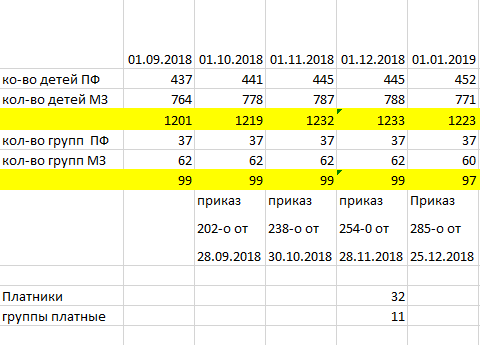 01.09.2018 01.10.2018 01.11.2018 01.12.2018 01.01.2019
ко-во детей ПФ 437 441 445 445 452
кол-во детей МЗ 764 778 787 788 771
1201 1219 1232 1233 1223
кол-во групп ПФ 37 37 37 37 37
кол-во групп МЗ 62 62 62 62 60
99 99 99 99 97
приказ приказ приказ Приказ
202-о от 238-о от 254-0 от 285-о от
28.09.2018 30.10.2018 28.11.2018 25.12.2018
Платники 32
группы платные 11